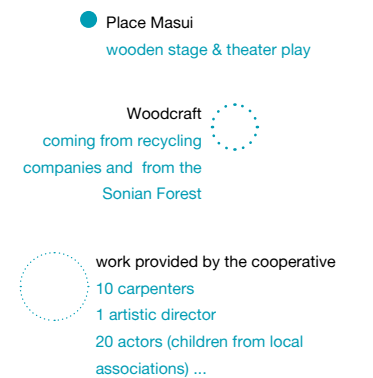 Place Masui
wooden stage & theater play
Woodcraft
coming from recycling
companies and from the
Sonian Forest
work provided by the cooperative
10 carpenters
1 artistic director
20 actors (children from local
associations) ...